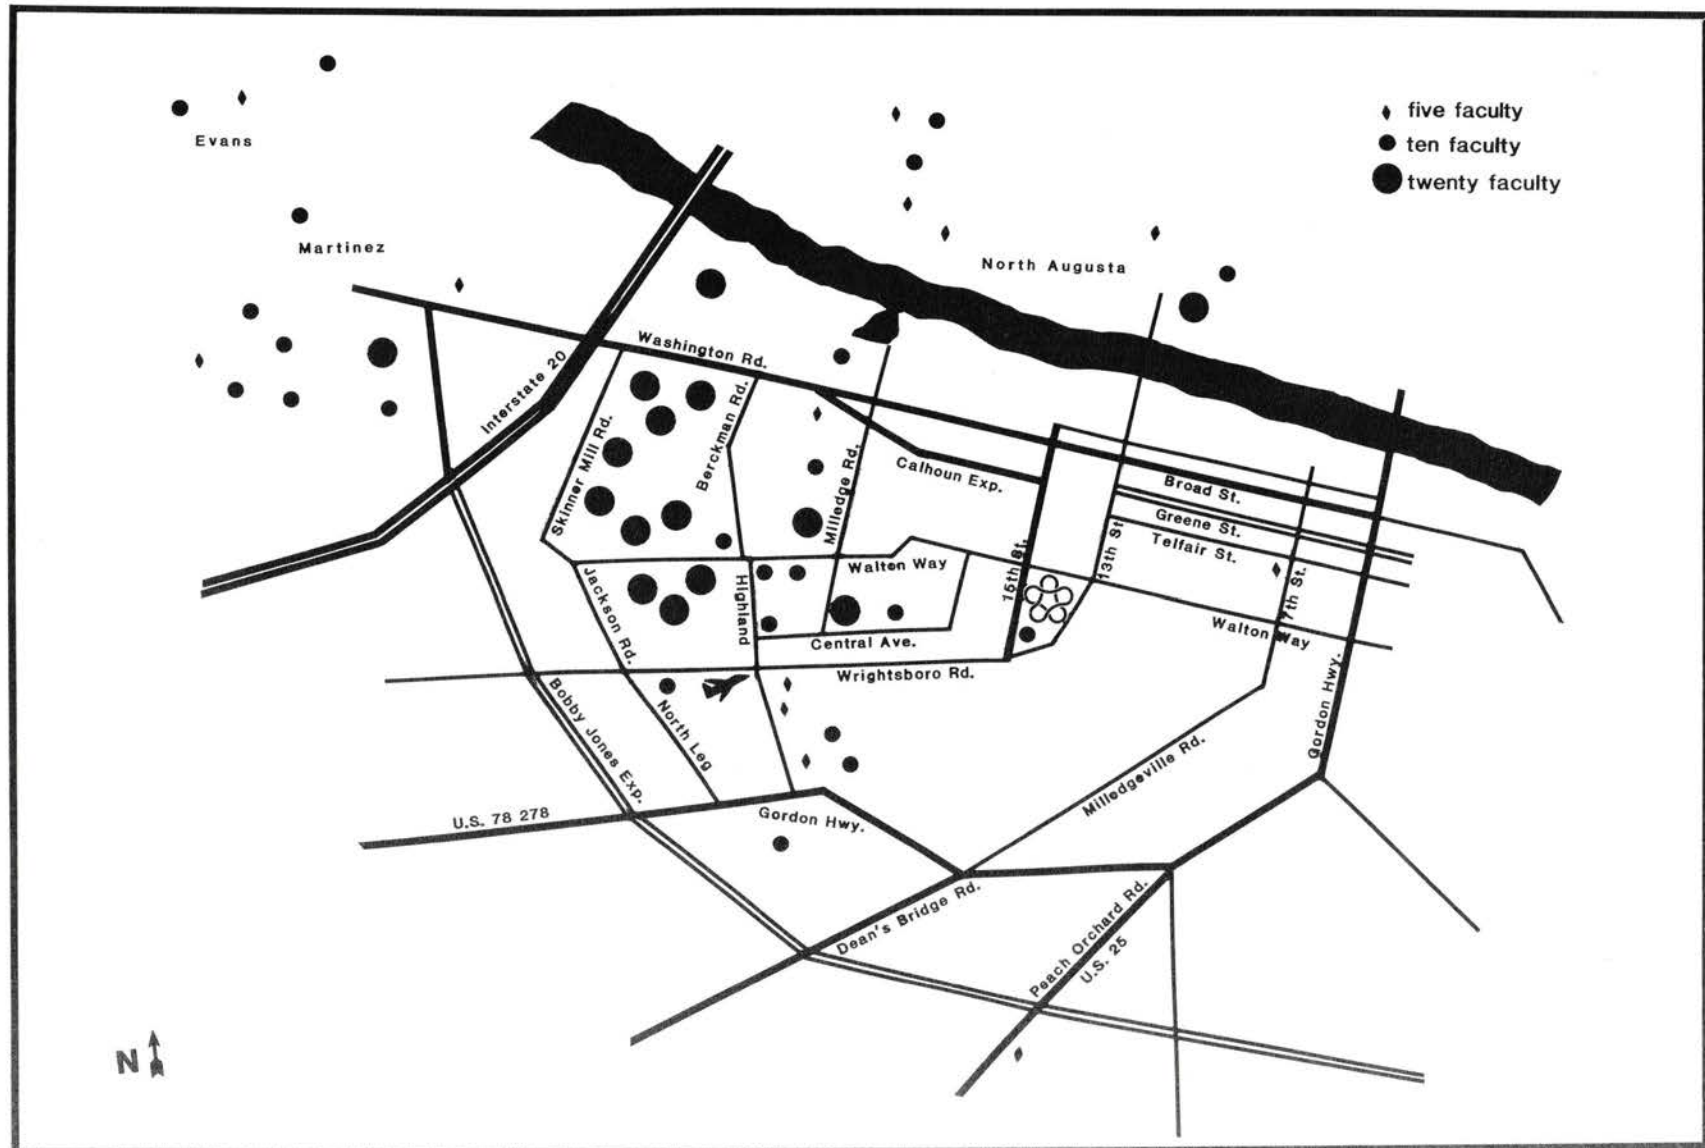 five faculty
ten faculty
twenty faculty
Evans
Martinez
North Augusta
Washington Rd.
Interstate 20
Skinner Mill Rd.
Berckman Rd.
Milledge Rd.
Calhoun Exp.
Broad St.
Greene St.
Telfair St.
15th St.
13th St
7th St.
Walton Way
Walton Way
Jackson Rd.
Highland
Central Ave.
Wrightsboro Rd.
Gordon Hwy.
Bobby Jones Exp.
North Leg
Milledgeville Rd.
U.S. 78 278
Gordon Hwy.
Dean's Bridge Rd.
Peach Orchard Rd.
U.S. 25
N